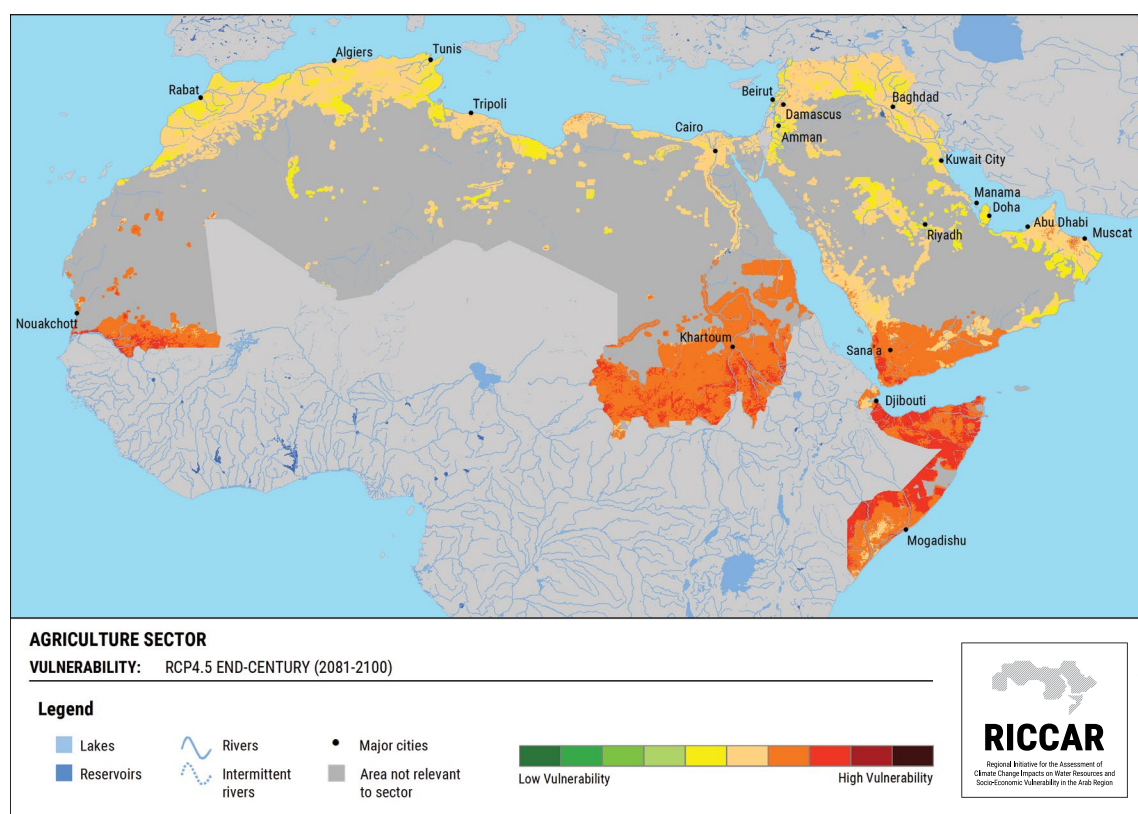 Algiers
Tunis
Rabat
Tripoli
Beirut
Damascus
Baghdad
Cairo
Amman
Kuwait City
Manama
Doha
Abu Dhabi
Riyadh
Muscat
Nouakchott
Khartoum
Sana'a
Djibouti
Mogadishu
AGRICULTURE SECTOR
VULNERABILITY: RCP4.5 END-CENTURY (2081-2100)
Legend
Lakes
Rivers
Major cities
Reservoirs
Intermittent
rivers
Area not relevant
to sector
Low Vulnerability
High Vulnerability
RICCAR
Regional Initiative for the Assessment of
Climate Change Impacts on Water Resources and
Socio-Economic Vulnerability in the Arab Region